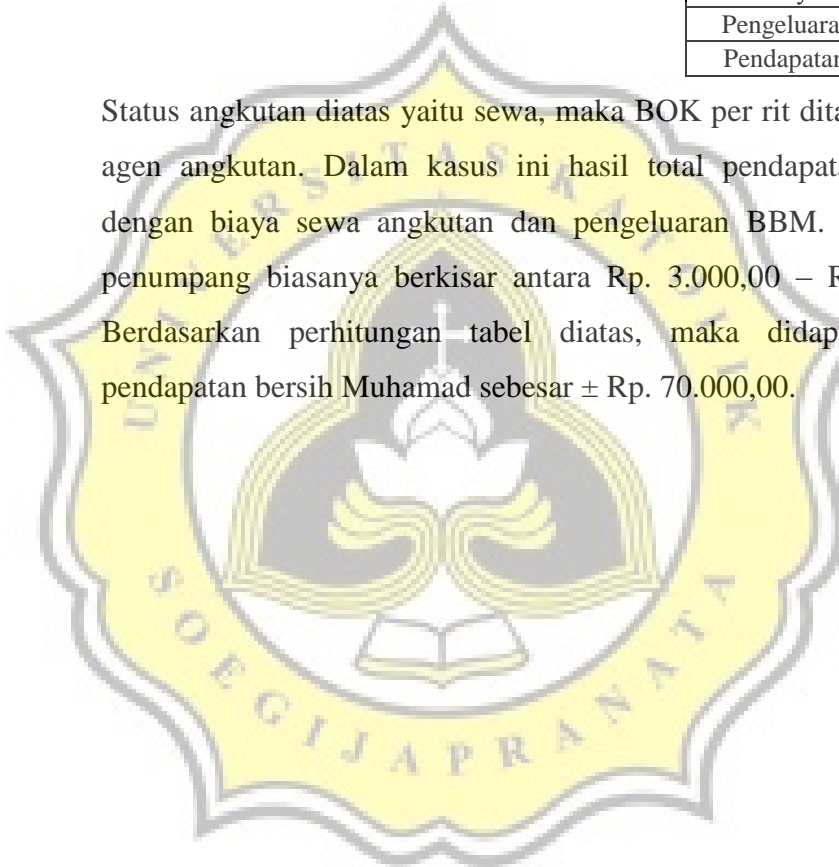 Pengeluara
Pendapatan
Status angkutan diatas yaitu sewa, maka BOK per rit dita
agen angkutan. Dalam kasus ini hasil total pendapat
dengan biaya sewa angkutan dan pengeluaran BBM.
penumpang biasanya berkisar antara Rp. 3.000,00 – R
Berdasarkan perhitungan tabel diatas, maka didap
pendapatan bersih Muhamad sebesar ± Rp. 70.000,00.
UNIVERSITAS KATOLIK
SOEGIJAPRANATA